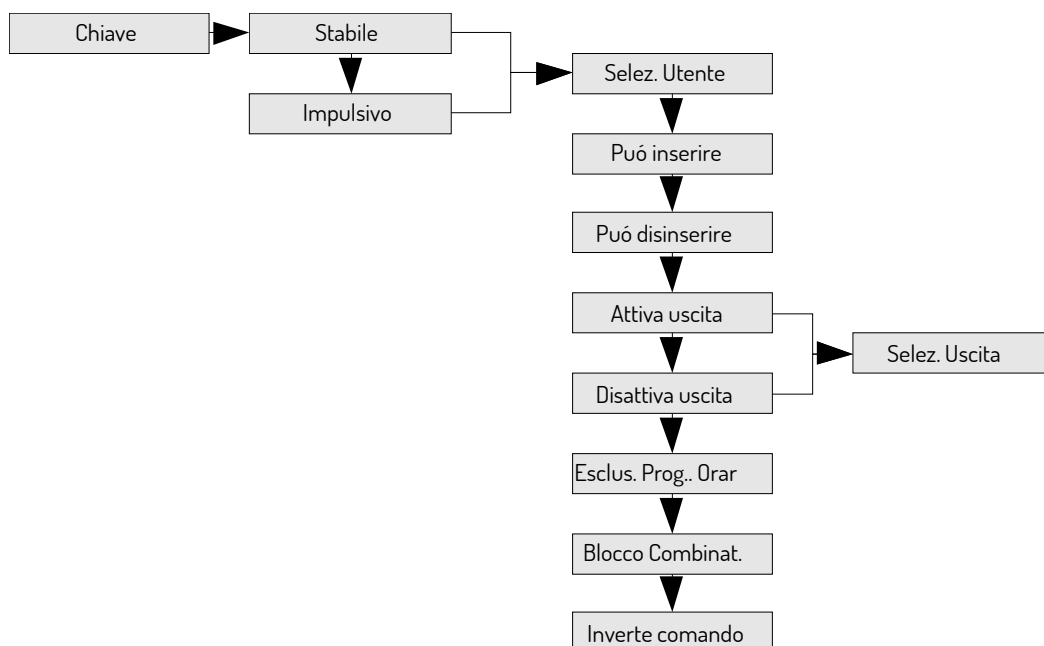 Chiave
Stabile
Impulsivo
Selez. Utente
Puó inserire
Puó disinserire
Attiva uscita
Selez. Uscita
Disattiva uscita
Esclus. Prog.. Orar
Blocco Combinat.
Inverte comando